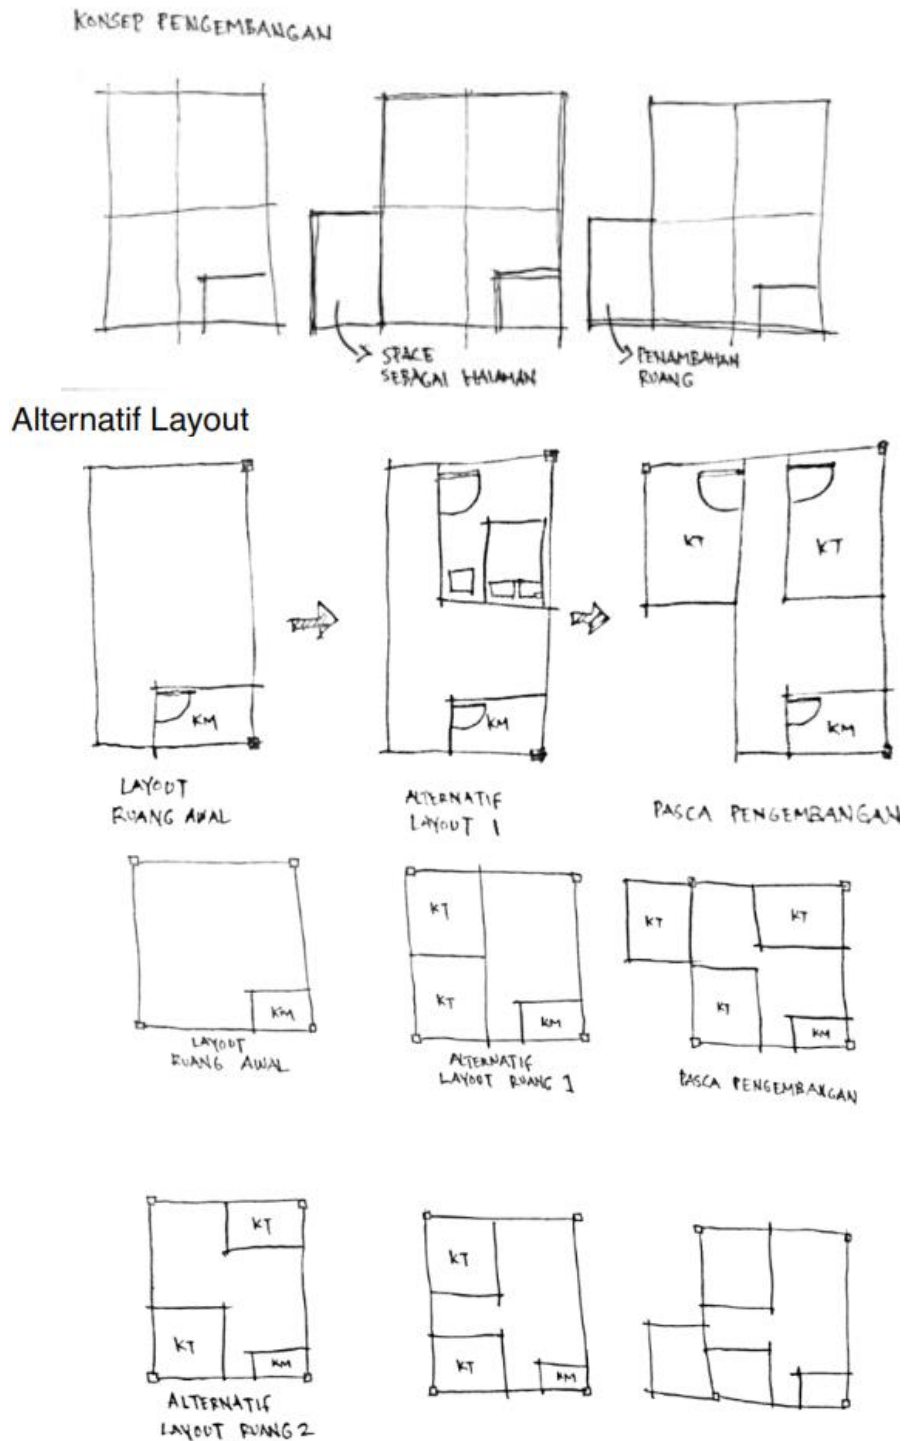 KONSEP PENGEMBANGAN
SPACE
SEBAGAI HALAMAN
PENAMBAHAN
RUANG
Alternatif Layout
KT
KT
KM
KM
KM
LAYOUT
RUANG AWAL
ALTERNATIF
LAYOUT 1
PASCA PENGEMBANGAN
KT
KT
KT
KT
KT
KM
KM
KM
LAYOUT
RUANG AWAL
ALTERNATIF
LAYOUT RUANG 1
PASCA PENGEMBANGAN
KT
KT
KT
KM
KT
KM
ALTERNATIF
LAYOUT RUANG 2